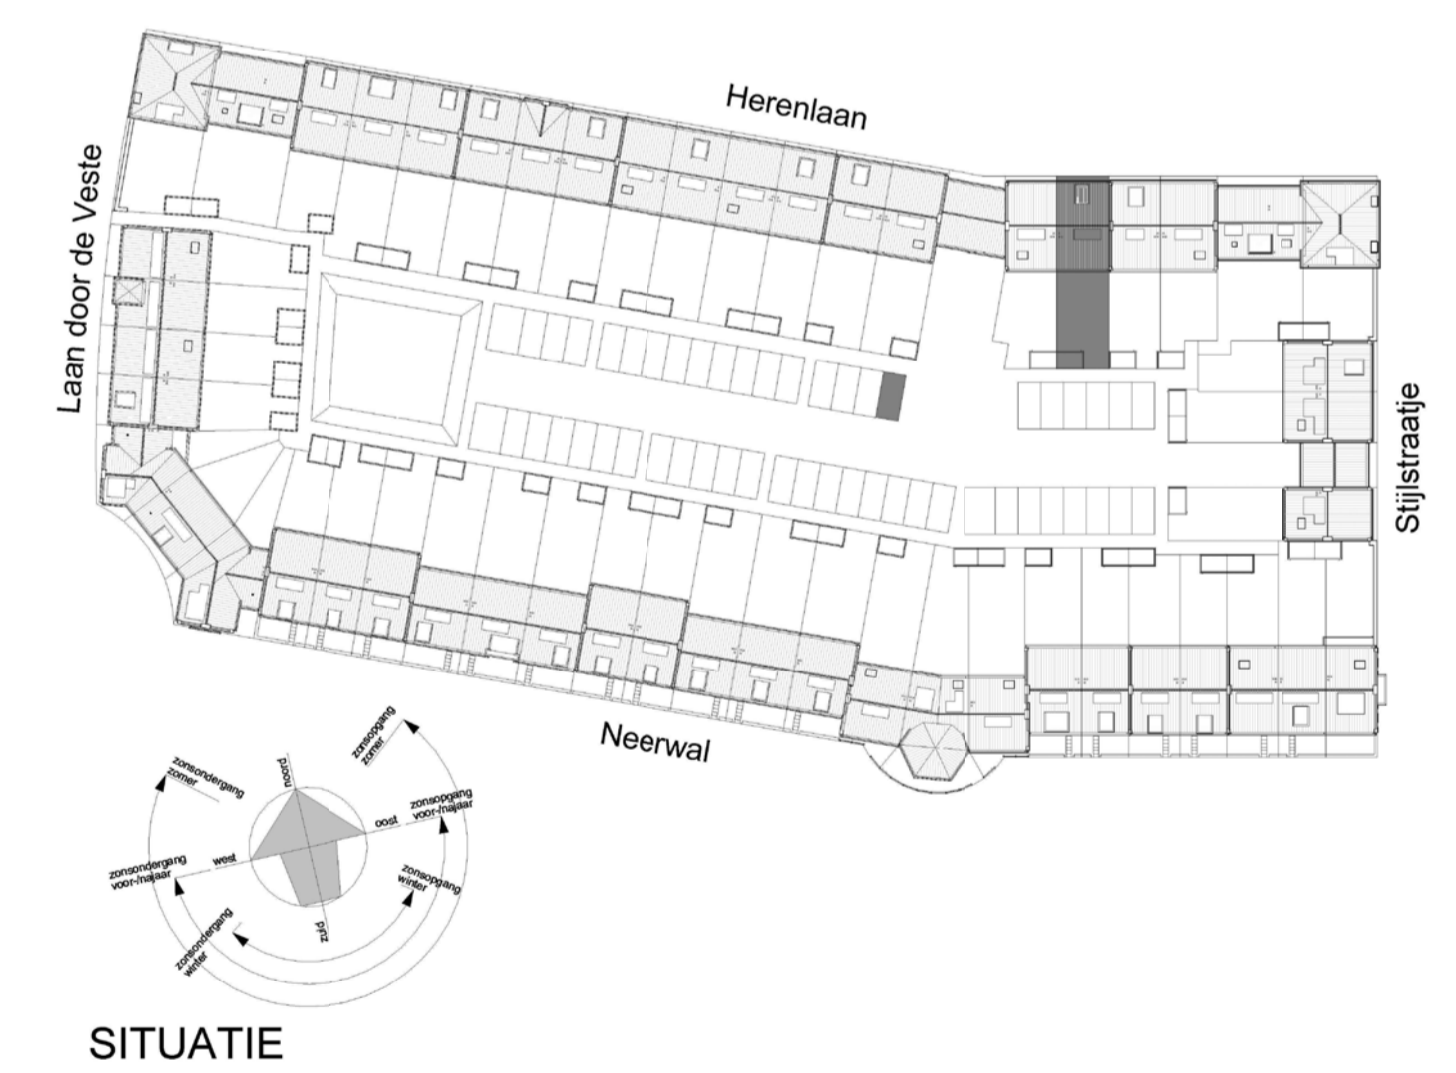 Herenlaan
Laan door de Veste
Stijlstraatje
Neerwal
zonsopgang
zomer
zonsondergang
zomer
noord
zonsopgang
voor-/najaar
oost
west
zonsondergang
voor-/najaar
zonsopgang
winter
zuid
zonsondergang
winter
SITUATIE